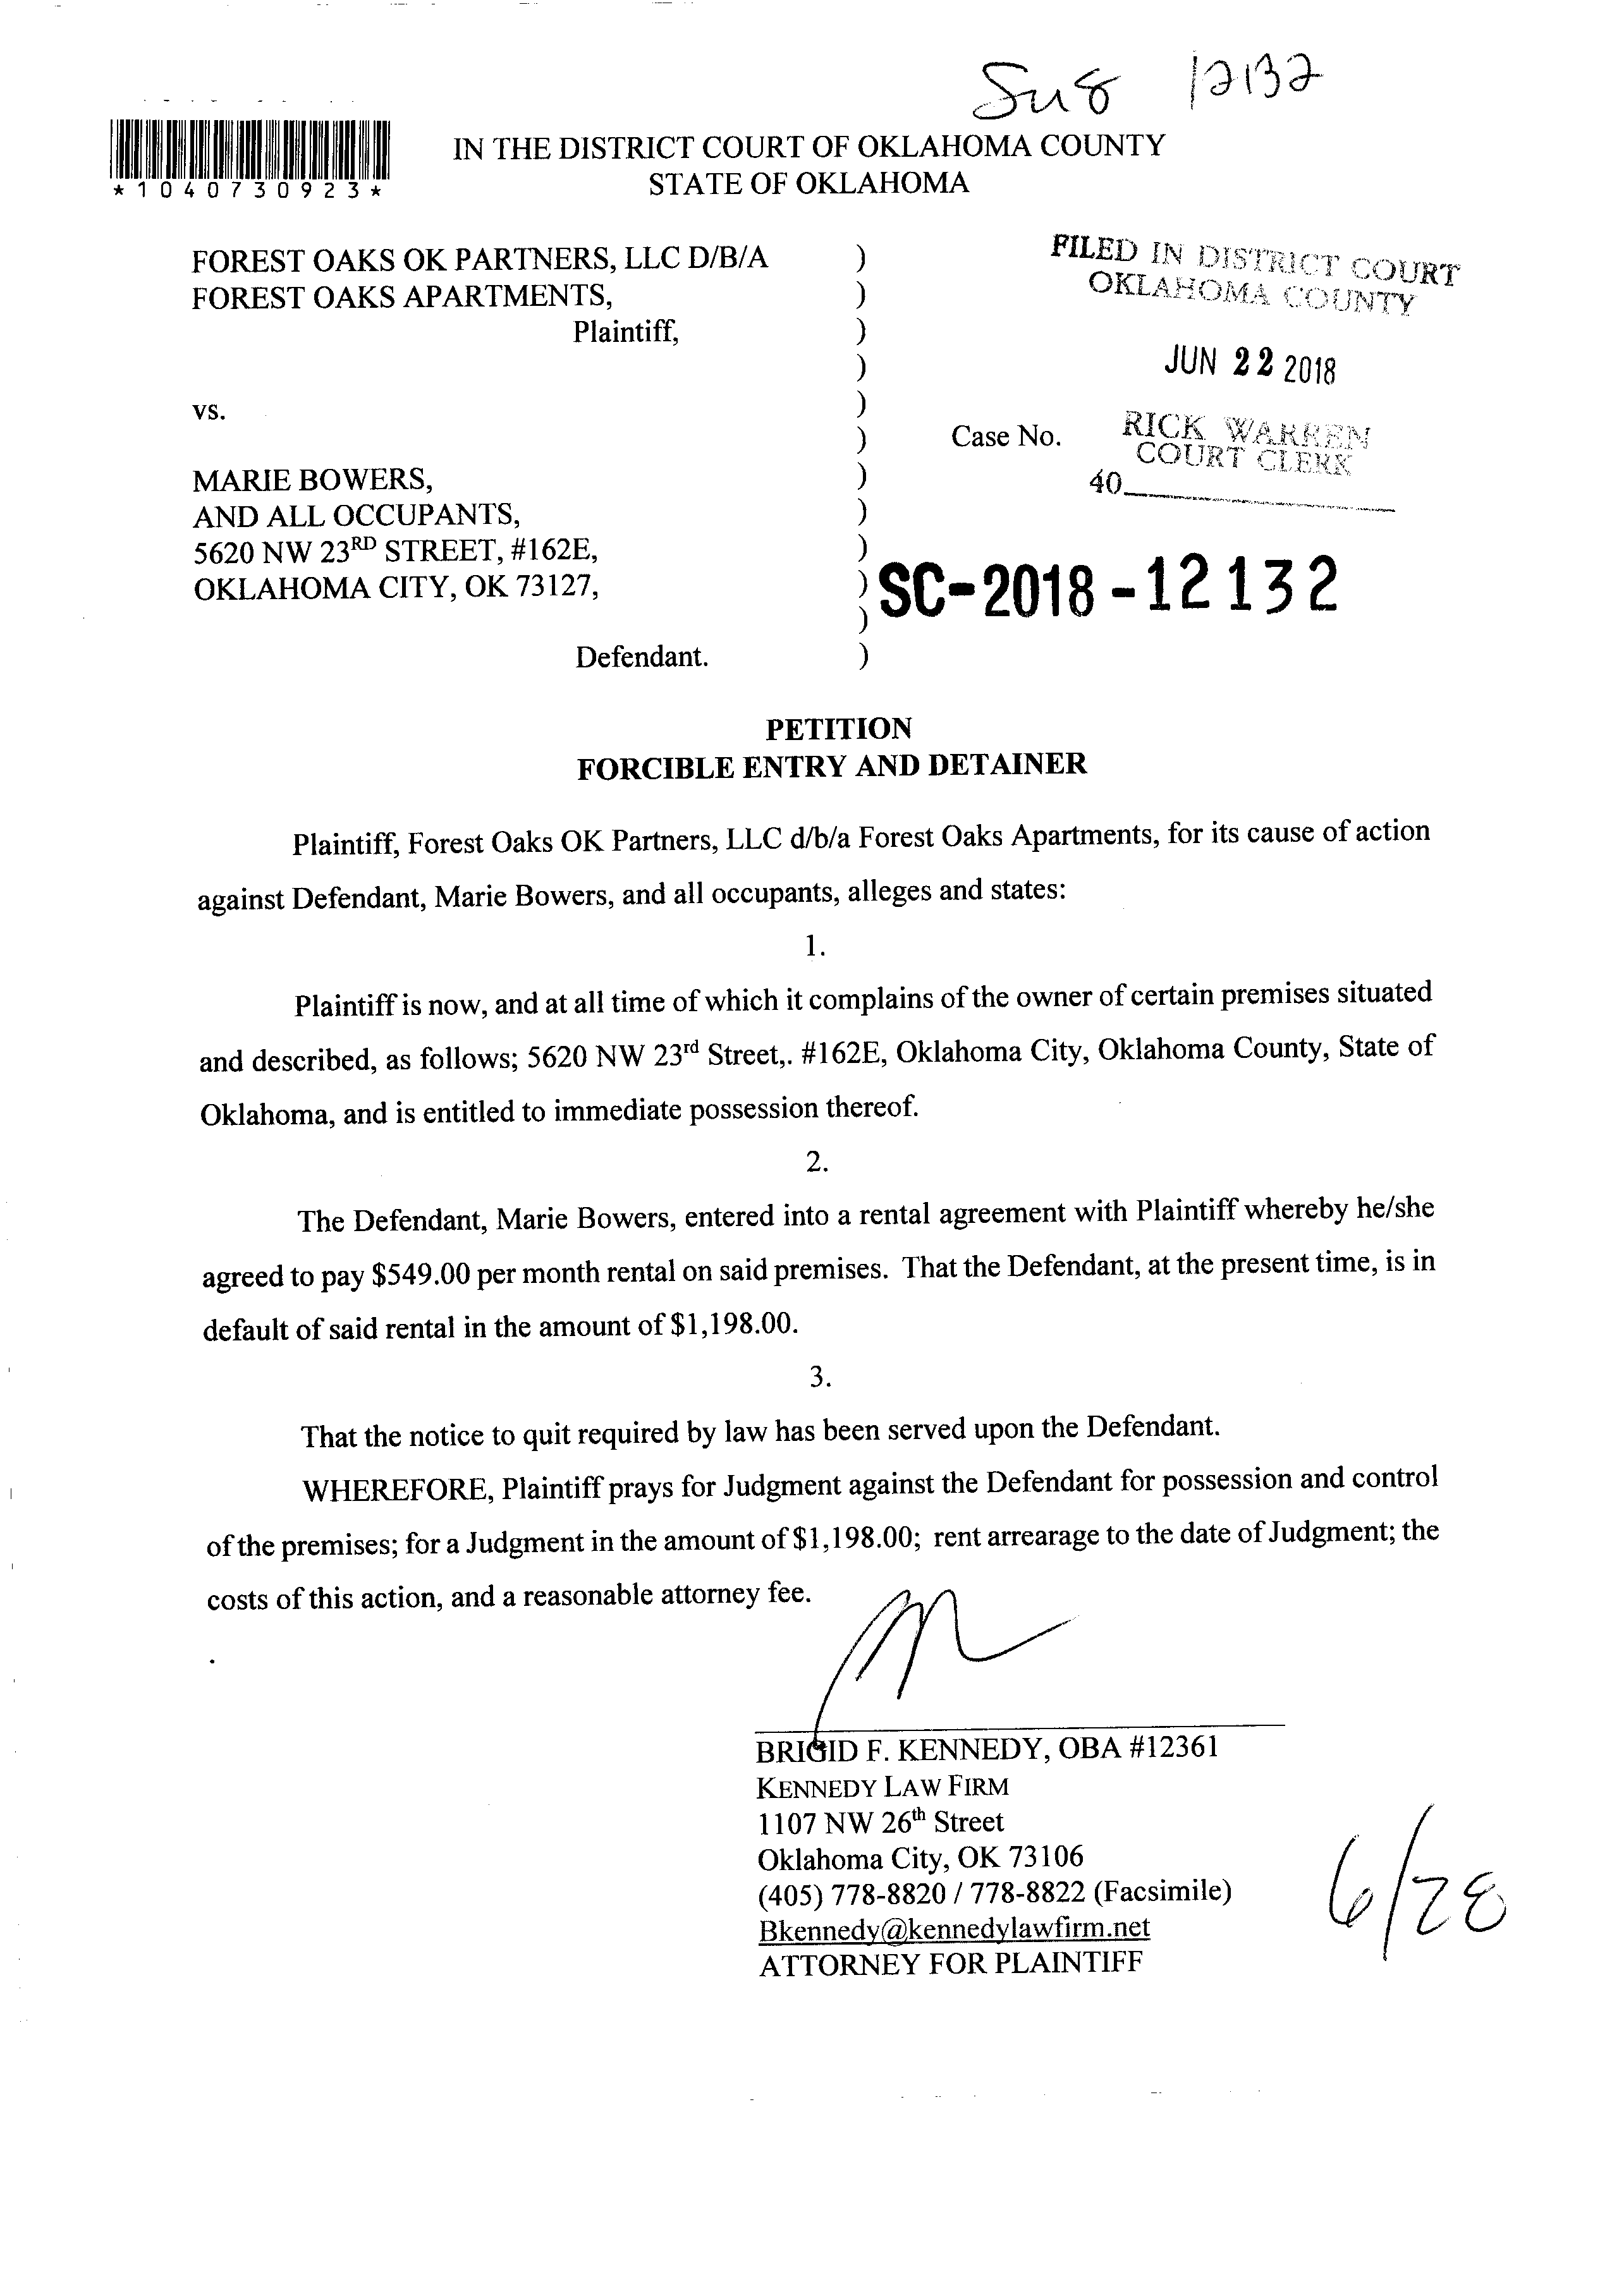 Su8 12132
*1040730923*
IN THE DISTRICT COURT OF OKLAHOMA COUNTY
STATE OF OKLAHOMA
FOREST OAKS OK PARTNERS, LLC D/B/A )
FOREST OAKS APARTMENTS, )
Plaintiff, )
)
vs. )
)
MARIE BOWERS, )
AND ALL OCCUPANTS, )
5620 NW 23RD STREET, #162E, )
OKLAHOMA CITY, OK 73127, )
)
Defendant. )
FILED IN DISTRICT COURT
OKLAHOMA COUNTY
JUN 22 2018
Case No.
RICK WARREN
COURT CLERK
40
SC-2018-12132
PETITION
FORCIBLE ENTRY AND DETAINER
Plaintiff, Forest Oaks OK Partners, LLC d/b/a Forest Oaks Apartments, for its cause of action
against Defendant, Marie Bowers, and all occupants, alleges and states:
1.
Plaintiff is now, and at all time of which it complains of the owner of certain premises situated
and described, as follows; 5620 NW 23rd Street,. #162E, Oklahoma City, Oklahoma County, State of
Oklahoma, and is entitled to immediate possession thereof.
2.
The Defendant, Marie Bowers, entered into a rental agreement with Plaintiff whereby he/she
agreed to pay $549.00 per month rental on said premises. That the Defendant, at the present time, is in
default of said rental in the amount of $1,198.00.
3.
That the notice to quit required by law has been served upon the Defendant.
WHEREFORE, Plaintiff prays for Judgment against the Defendant for possession and control
of the premises; for a Judgment in the amount of $1,198.00; rent arrearage to the date of Judgment; the
costs of this action, and a reasonable attorney fee.
.
BRIGID F. KENNEDY, OBA #12361
KENNEDY LAW FIRM
1107 NW 26th Street
Oklahoma City, OK 73106
(405) 778-8820 / 778-8822 (Facsimile)
Bkennedy@kennedylawfirm.net
ATTORNEY FOR PLAINTIFF
6/28